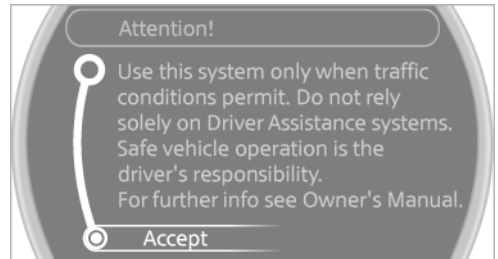 Attention!
Use this system only when traffic
conditions permit. Do not rely
solely on Driver Assistance systems.
Safe vehicle operation is the
driver's responsibility.
For further info see Owner's Manual.
Accept